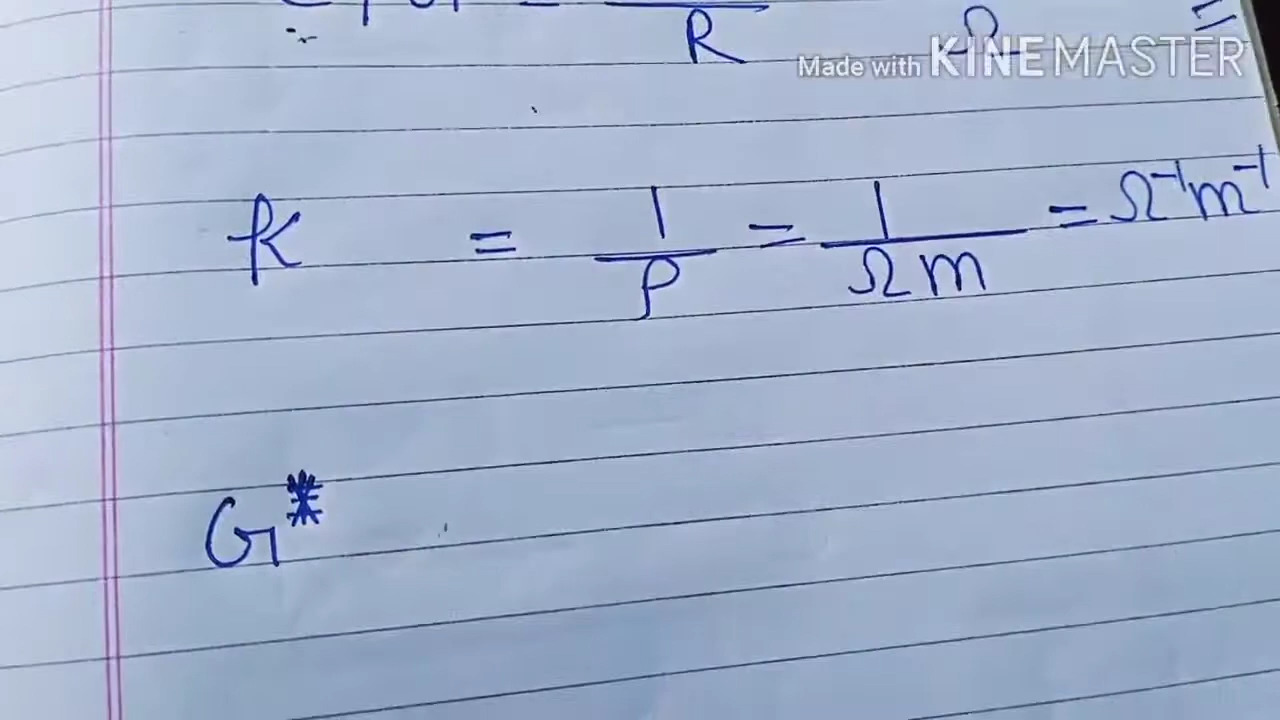 R Ω =
Made with KINEMASTER
k = 1/ρ = 1/Ωm = Ω⁻¹m⁻¹
G*